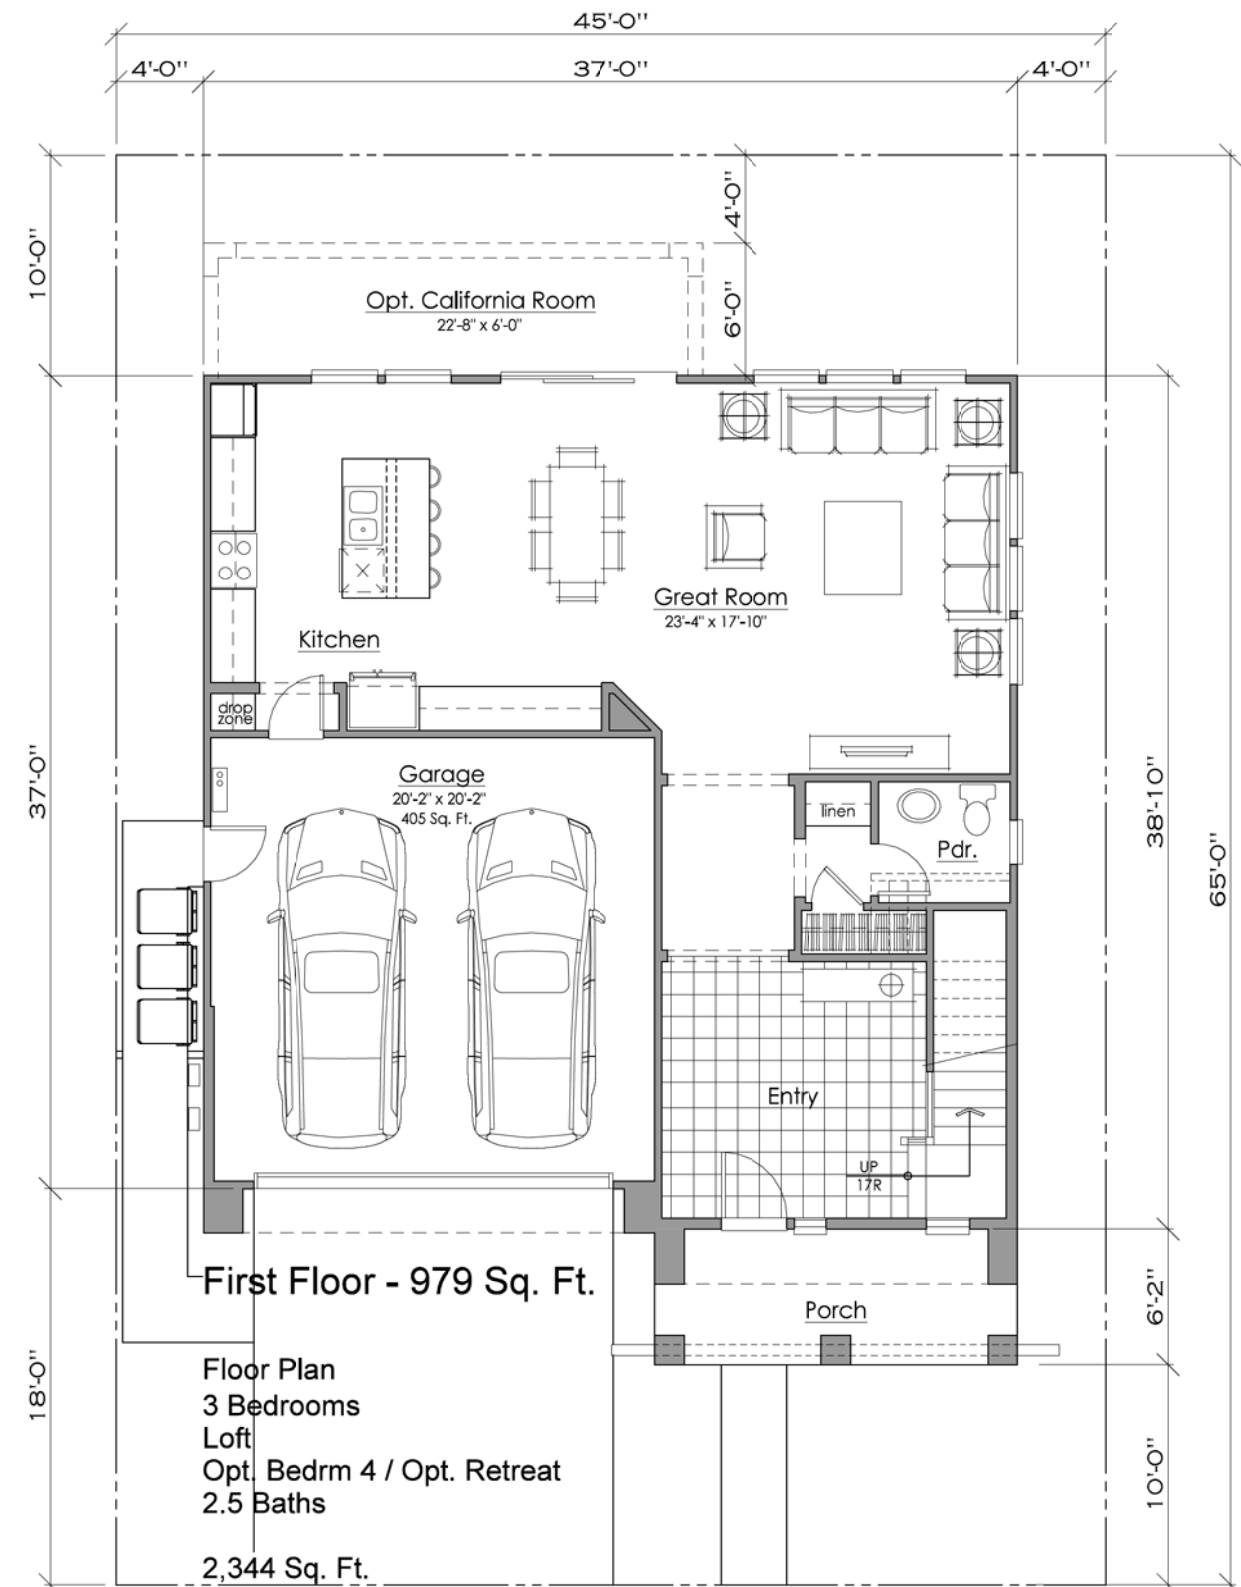 45'-0"
4'-0"
37'-0"
4'-0"
10'-0"
4'-0"
6'-0"
Opt. California Room
22'-8" x 6'-0"
Great Room
23'-4" x 17'-10"
Kitchen
drop
zone
Garage
20'-2" x 20'-2"
405 Sq. Ft.
37'-0"
linen
Pdr.
38'-10"
65'-0"
Entry
UP
17R
First Floor - 979 Sq. Ft.
Porch
6'-2"
18'-0"
Floor Plan
3 Bedrooms
Loft
Opt. Bedrm 4 / Opt. Retreat
2.5 Baths
2,344 Sq. Ft.
10'-0"